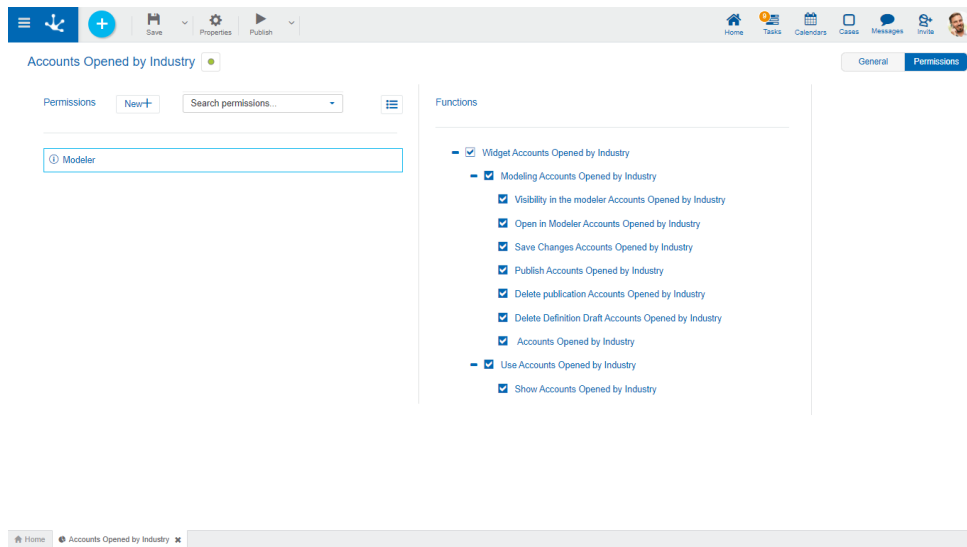 Save
Properties
Publish
Home
9
Tasks
Calendars
Cases
Messages
Invite
Accounts Opened by Industry
General
Permissions
Permissions
New+
Search permissions...
Functions
Modeler
Widget Accounts Opened by Industry
Modeling Accounts Opened by Industry
Visibility in the modeler Accounts Opened by Industry
Open in Modeler Accounts Opened by Industry
Save Changes Accounts Opened by Industry
Publish Accounts Opened by Industry
Delete publication Accounts Opened by Industry
Delete Definition Draft Accounts Opened by Industry
Accounts Opened by Industry
Use Accounts Opened by Industry
Show Accounts Opened by Industry
Home
Accounts Opened by Industry